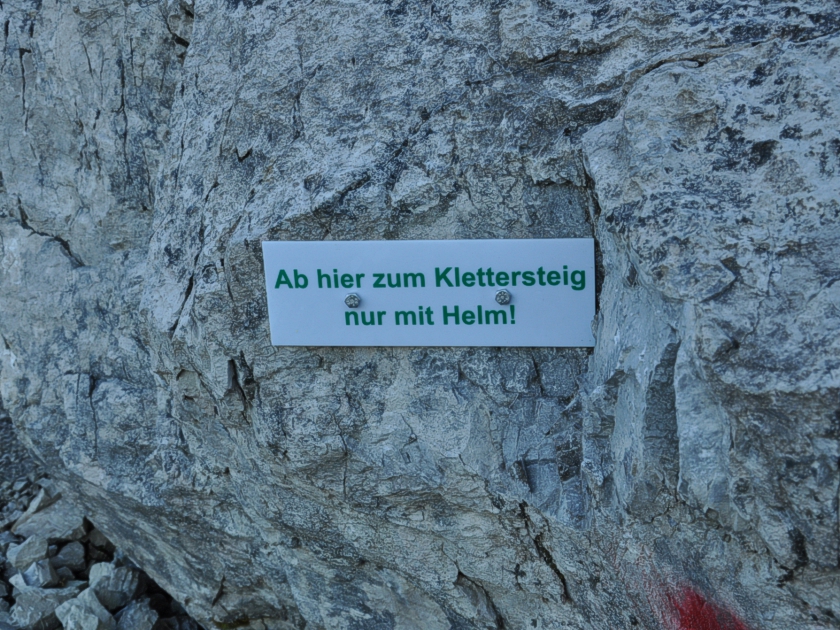 Ab hier zum Klettersteig
nur mit Helm!